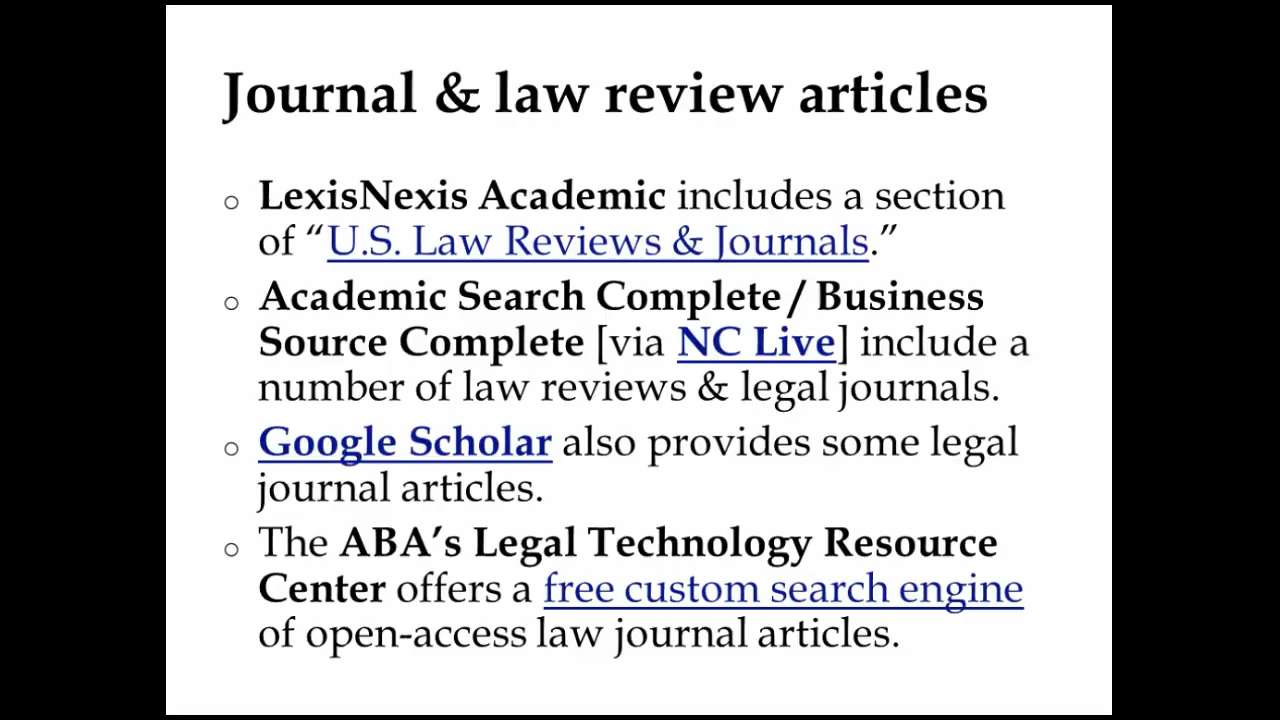 Journal & law review articles
○ LexisNexis Academic includes a section
of “U.S. Law Reviews & Journals.”
○ Academic Search Complete / Business
Source Complete [via NC Live] include a
number of law reviews & legal journals.
○ Google Scholar also provides some legal
journal articles.
○ The ABA’s Legal Technology Resource
Center offers a free custom search engine
of open-access law journal articles.